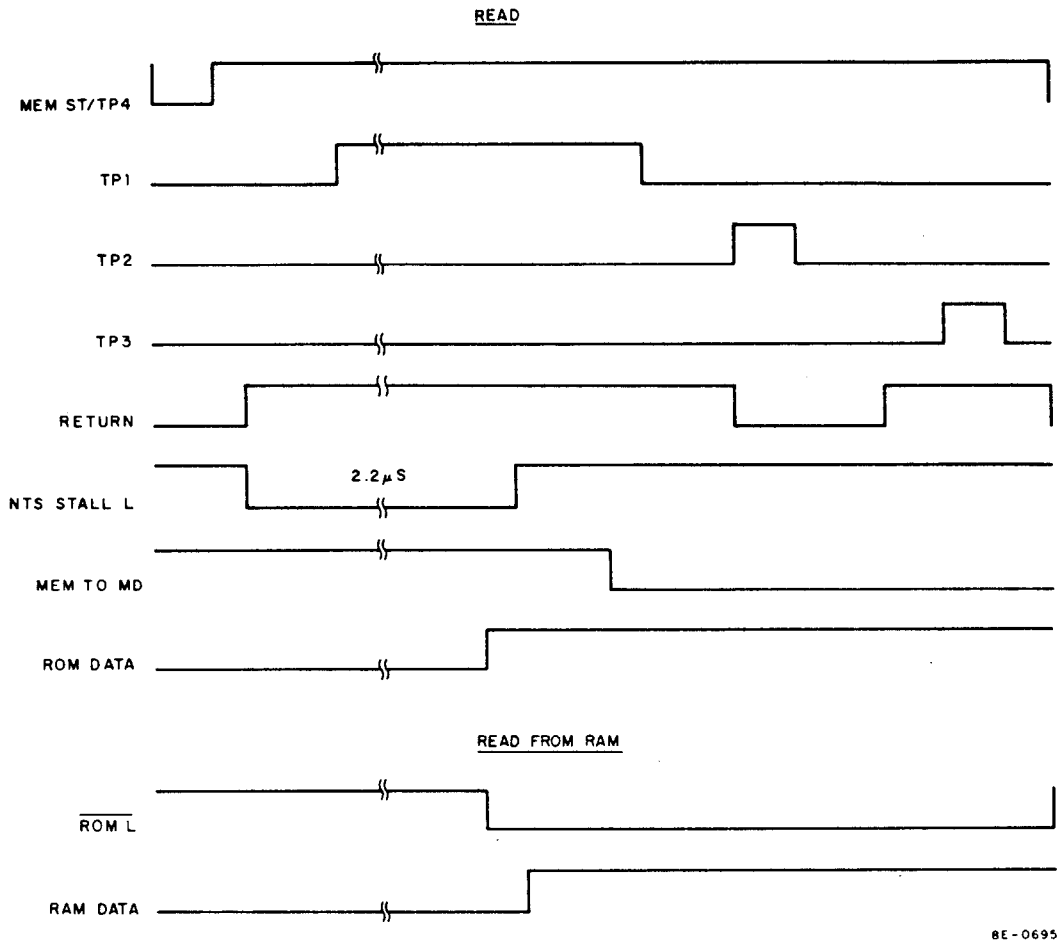 READ
MEM ST/TP4
TP1
TP2
TP3
RETURN
2.2μS
NTS STALL L
MEM TO MD
ROM DATA
READ FROM RAM
ROM L
RAM DATA
8E-0695